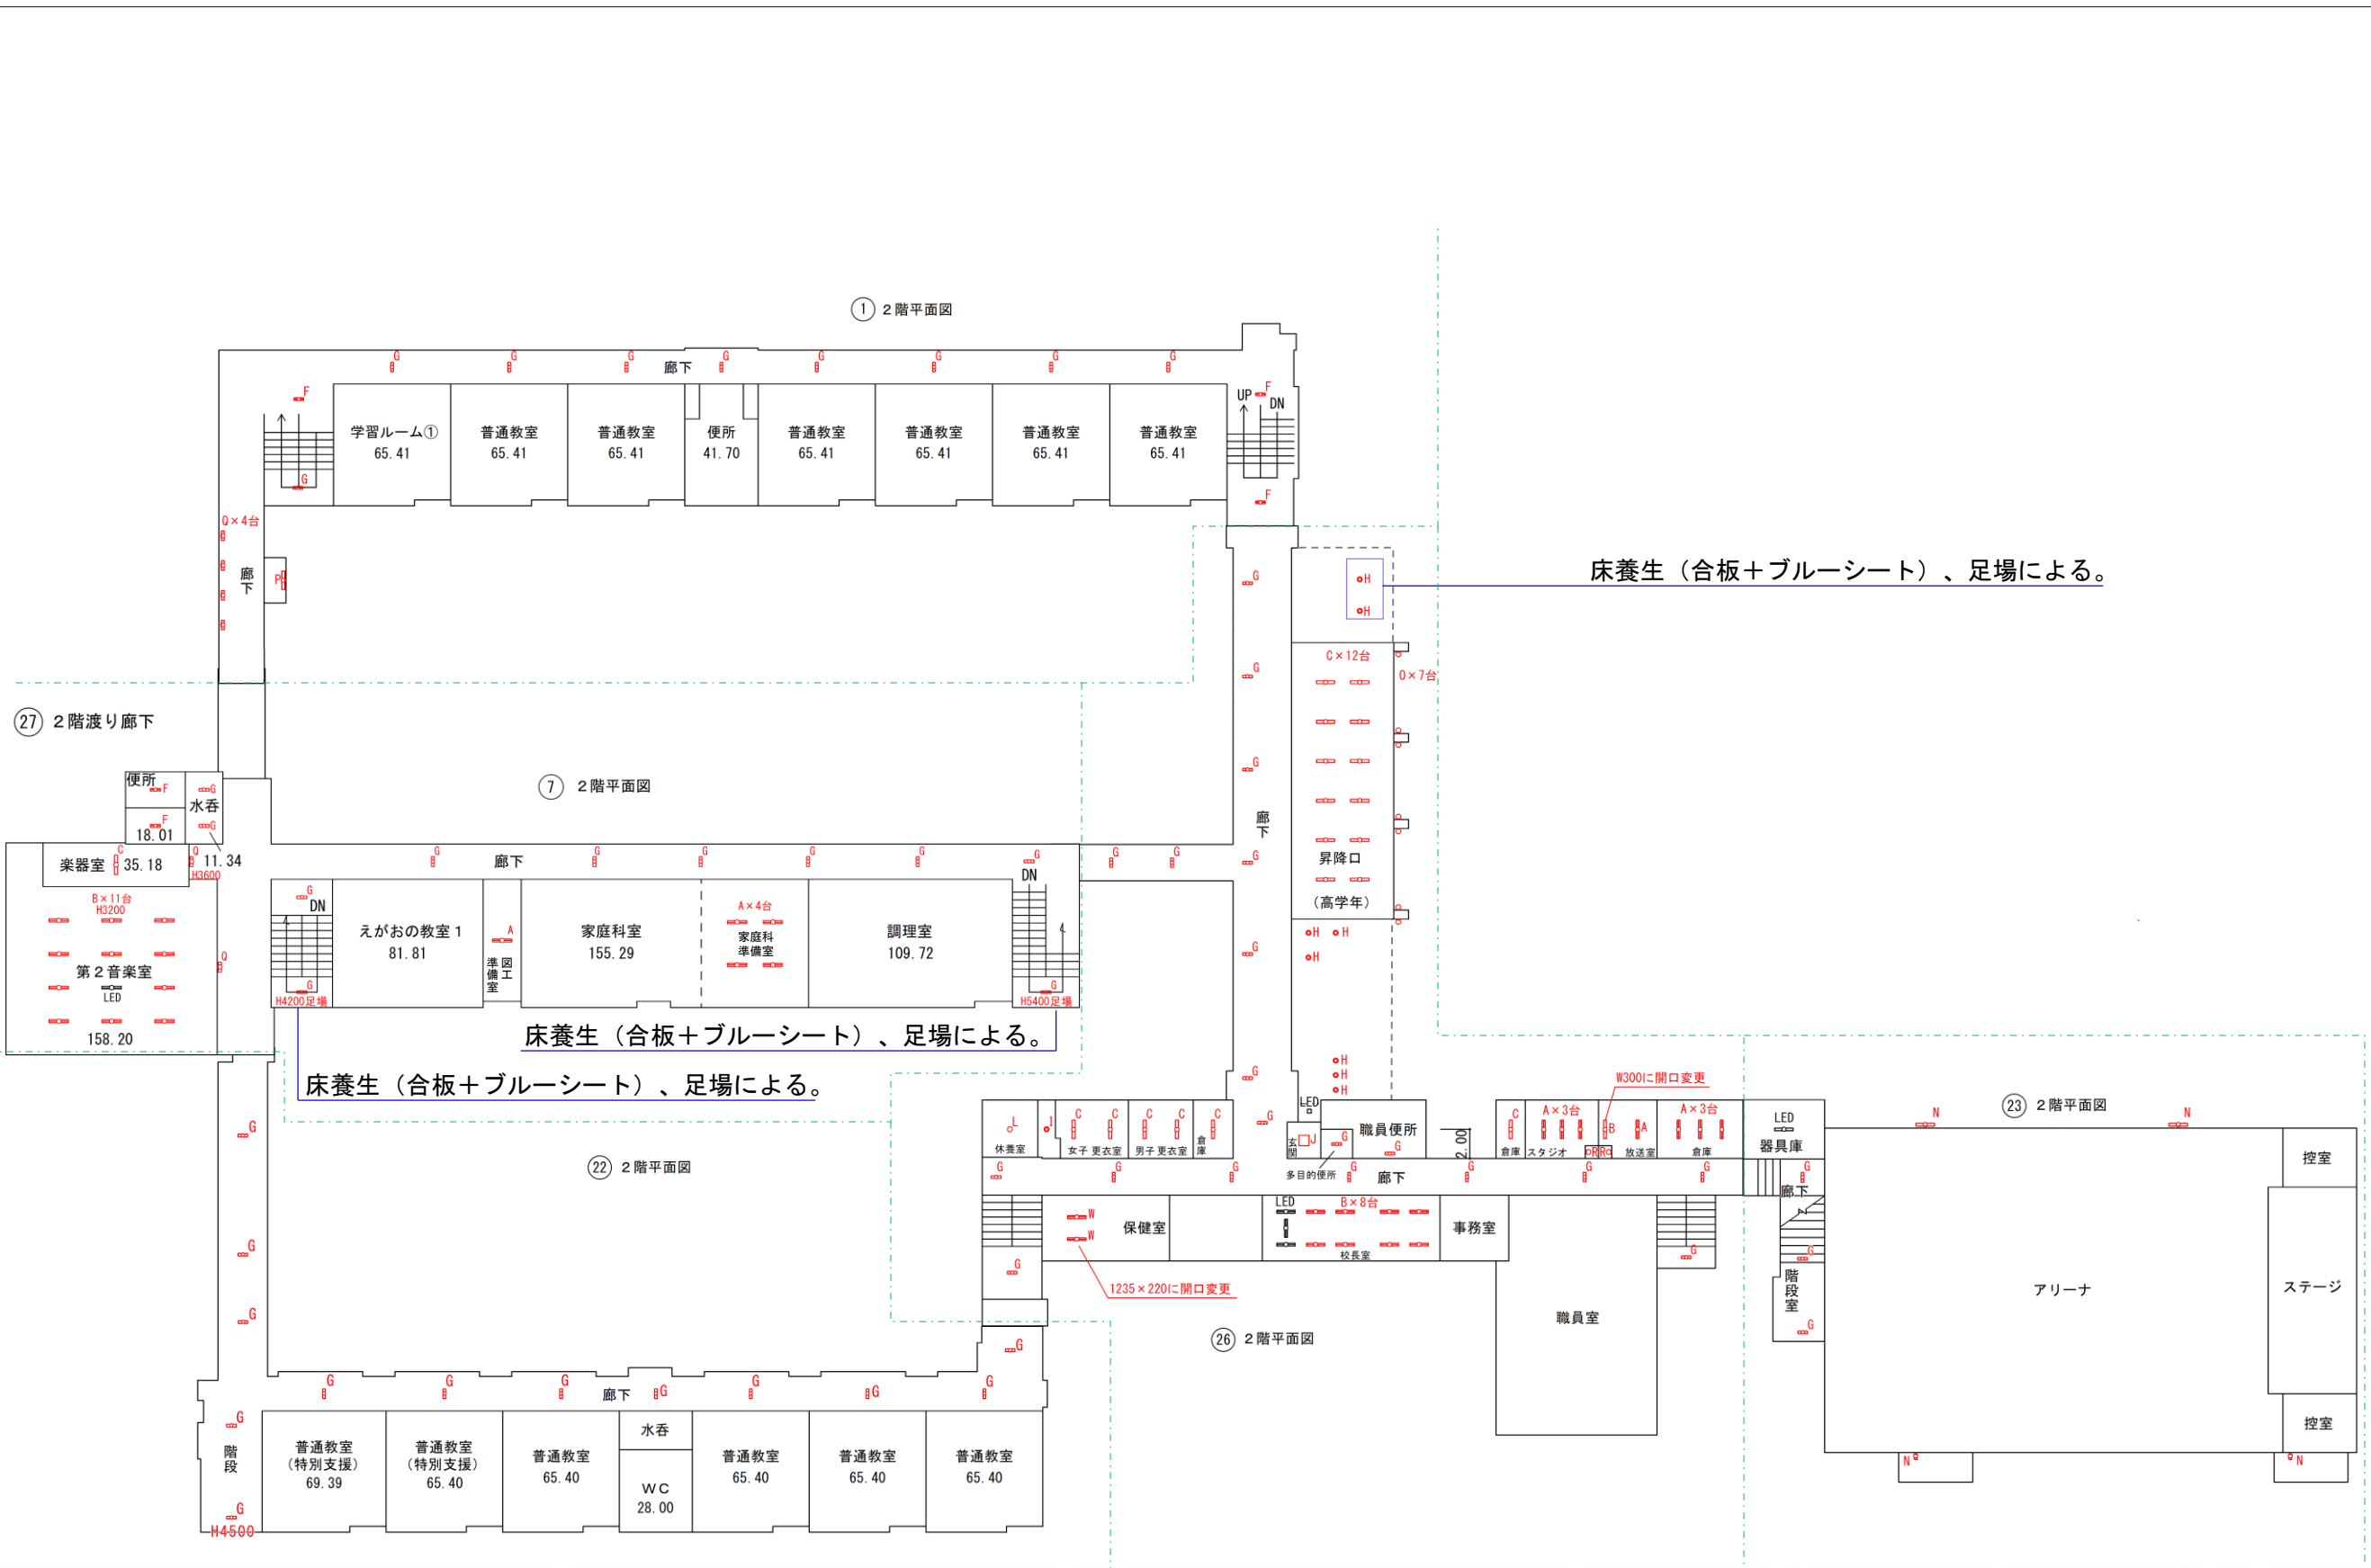 ① ２階平面図
G G G G G G G G
廊下
F
UP F
DN
学習ルーム① 普通教室 普通教室 便所 普通教室 普通教室 普通教室 普通教室
65.41 65.41 65.41 41.70 65.41 65.41 65.41 65.41
G
F
Q×4台
廊下
P
G
H
H
床養生（合板＋ブルーシート）、足場による。
C×12台
G
O×7台
㉗ ２階渡り廊下
⑦ ２階平面図
G
便所
F
G
水呑
F
G
18.01
廊下
昇降口
（高学年）
楽器室 C 35.18
Q
11.34
H3600
G 廊下 G G G G G G G G
DN
B×11台
H3200
G
DN
えがおの教室１
81.81
A
図工準備室
家庭科室
155.29
A×4台
家庭科
準備室
調理室
109.72
H H
H
G
Q
第２音楽室
LED
158.20
G
H4200足場
G
H5400足場
床養生（合板＋ブルーシート）、足場による。
床養生（合板＋ブルーシート）、足場による。
H
H
H
G
W300に開口変更
LED
G
L
休養室
I
C C
女子 更衣室
C C
男子 更衣室
C
倉庫
玄関
J
G
職員便所
G
2.00
多目的便所
C
倉庫
A×3台
スタジオ
B
R R
A
放送室
A×3台
倉庫
LED
器具庫
㉓ ２階平面図
N N
控室
G
㉒ ２階平面図
G G G G 廊下 G G G G
廊下
W
W
保健室
LED
B×8台
校長室
事務室
G
G
階段室
G
G
G
1235×220に開口変更
アリーナ
ステージ
職員室
G
㉖ ２階平面図
G
G G G 廊下 G G G G
G
階段
G
H4500
普通教室
（特別支援）
69.39
普通教室
（特別支援）
65.40
普通教室
65.40
水呑
ＷＣ
28.00
普通教室
65.40
普通教室
65.40
普通教室
65.40
控室
N
N